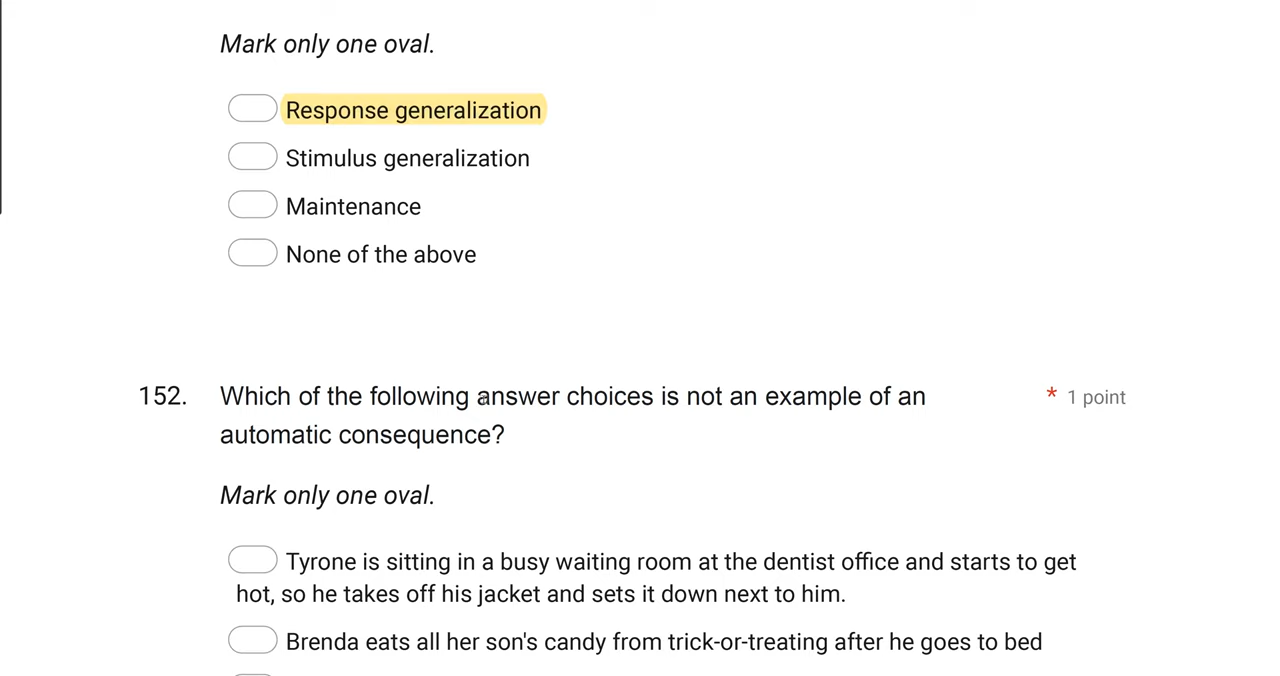 Mark only one oval.
Response generalization
Stimulus generalization
Maintenance
None of the above
152. Which of the following answer choices is not an example of an * 1 point
automatic consequence?
Mark only one oval.
Tyrone is sitting in a busy waiting room at the dentist office and starts to get
hot, so he takes off his jacket and sets it down next to him.
Brenda eats all her son's candy from trick-or-treating after he goes to bed